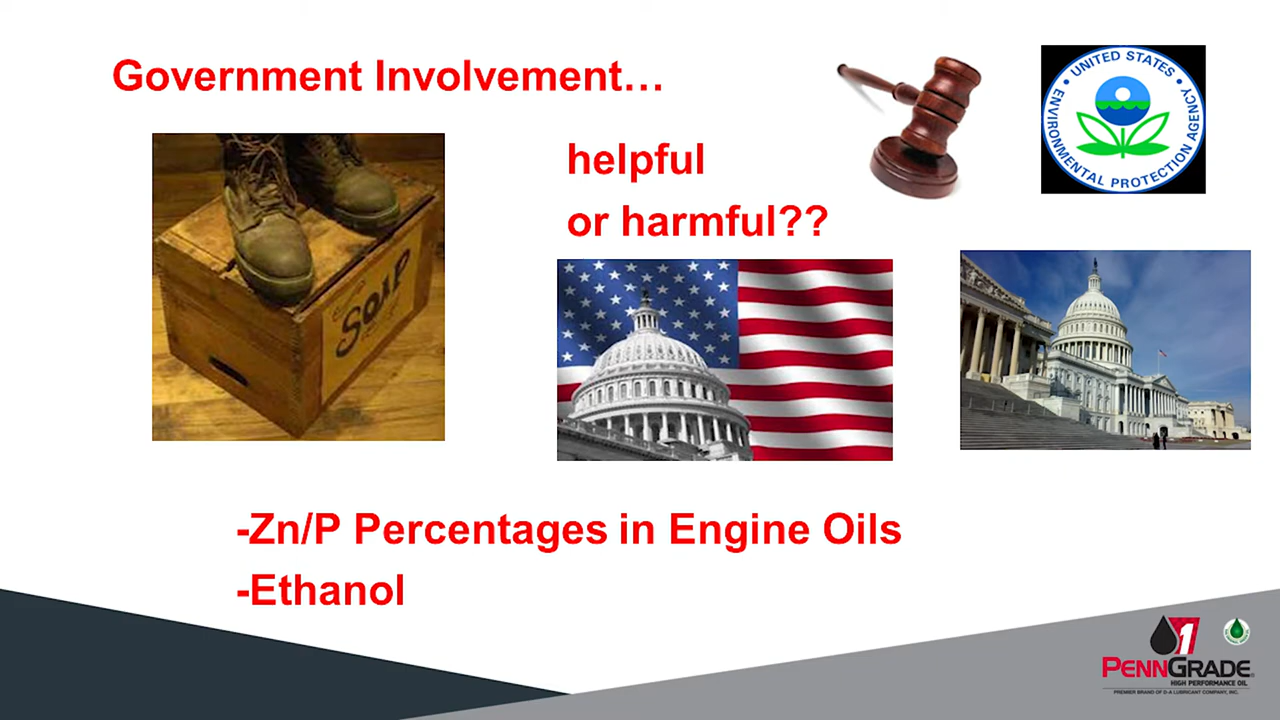 Government Involvement...
helpful
or harmful??
UNITED STATES
ENVIRONMENTAL PROTECTION AGENCY
SOAP
-Zn/P Percentages in Engine Oils
-Ethanol
1
PENNGRADE
HIGH PERFORMANCE OIL
PREMIER BRAND OF D-A LUBRICANT COMPANY, INC.